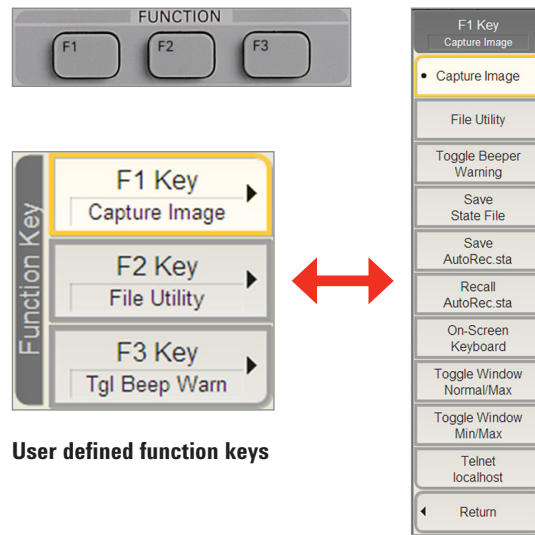 FUNCTION
F1
F2
F3
Function Key
F1 Key
Capture Image
F2 Key
File Utility
F3 Key
Tgl Beep Warn
User defined function keys
F1 Key
Capture Image
Capture Image
File Utility
Toggle Beeper
Warning
Save
State File
Save
AutoRec.sta
Recall
AutoRec.sta
On-Screen
Keyboard
Toggle Window
Normal/Max
Toggle Window
Min/Max
Telnet
localhost
Return